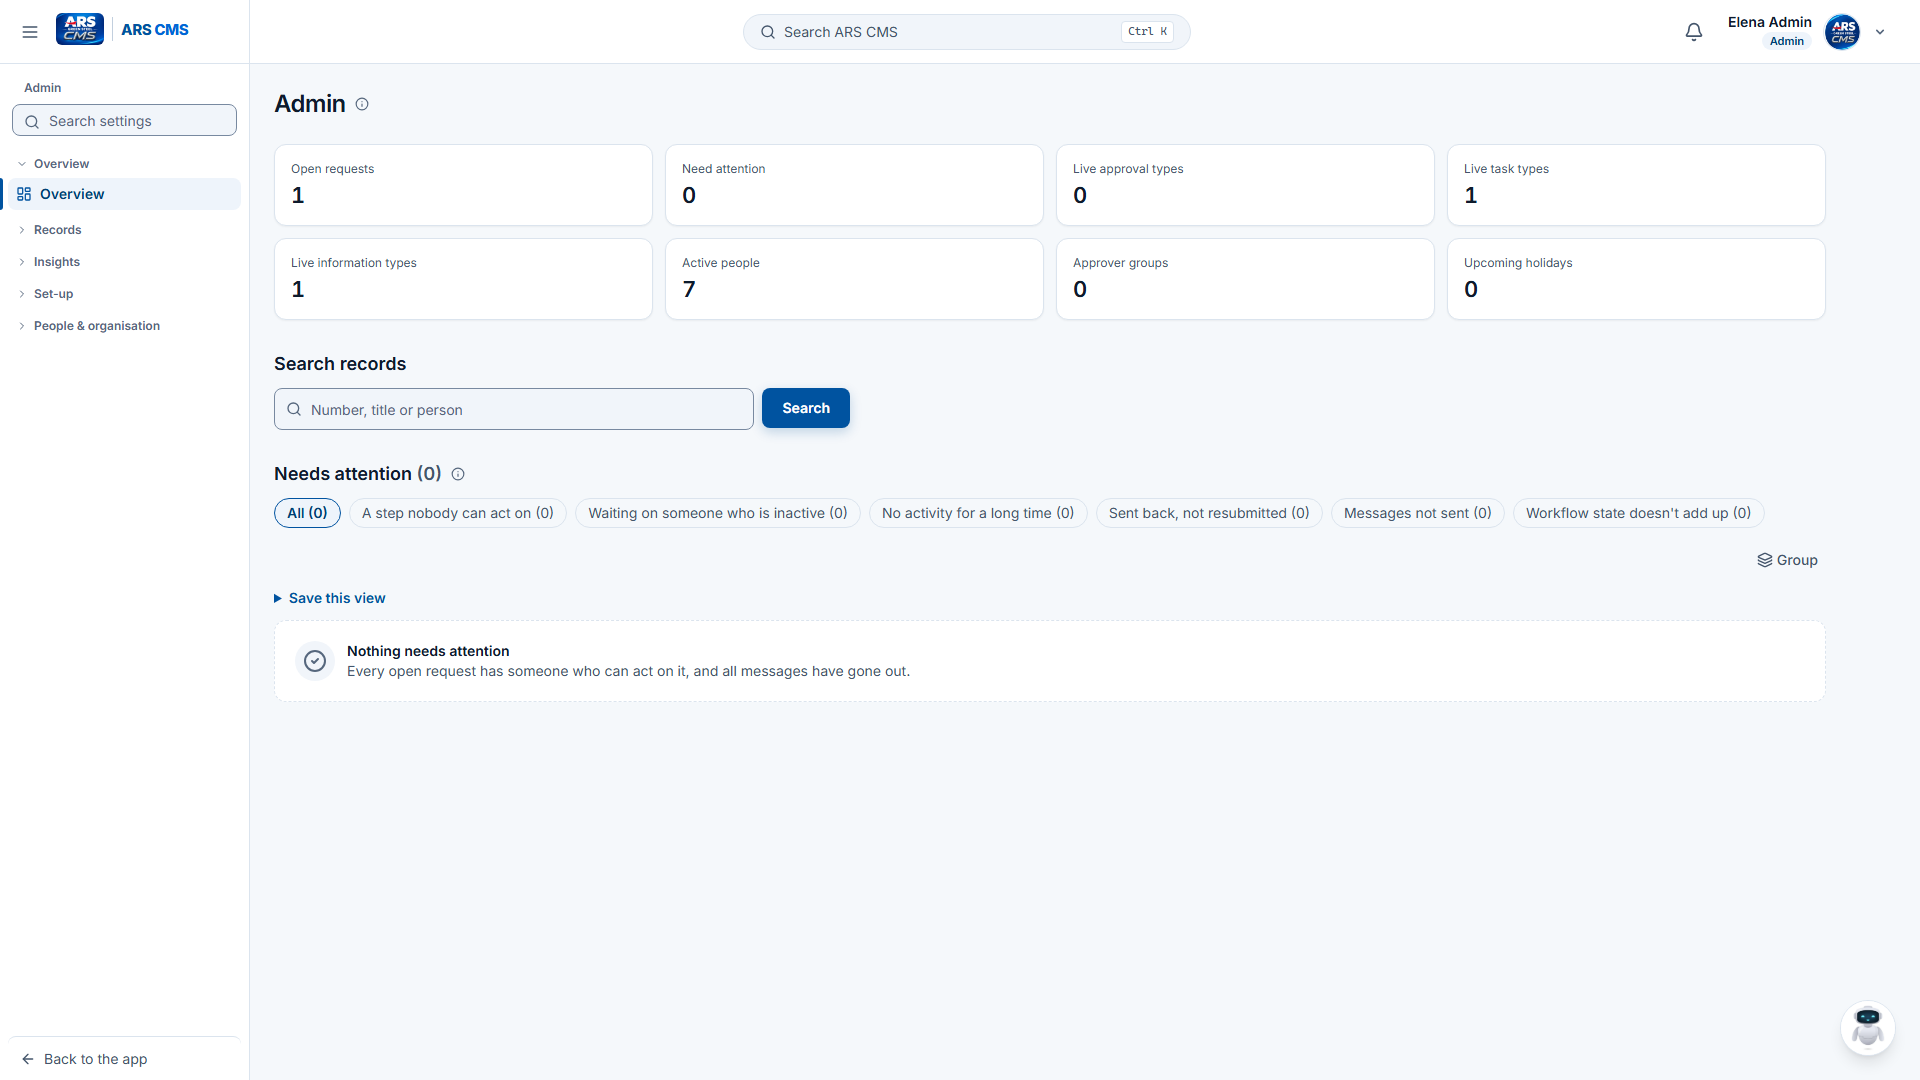 ARS
CMS
ARS CMS
Search ARS CMS
Ctrl K
Elena Admin
Admin
ARS
CMS
Admin
Search settings
Overview
Overview
Records
Insights
Set-up
People & organisation
Back to the app
Admin
Open requests
1
Need attention
0
Live approval types
0
Live task types
1
Live information types
1
Active people
7
Approver groups
0
Upcoming holidays
0
Search records
Number, title or person
Search
Needs attention (0)
All (0)
A step nobody can act on (0)
Waiting on someone who is inactive (0)
No activity for a long time (0)
Sent back, not resubmitted (0)
Messages not sent (0)
Workflow state doesn't add up (0)
Group
Save this view
Nothing needs attention
Every open request has someone who can act on it, and all messages have gone out.